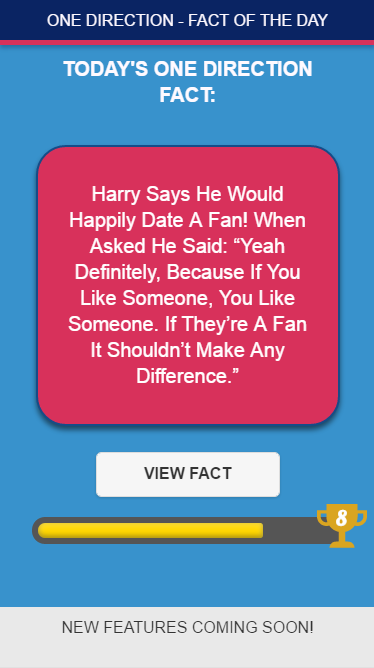 ONE DIRECTION - FACT OF THE DAY
TODAY'S ONE DIRECTION
FACT:
Harry Says He Would
Happily Date A Fan! When
Asked He Said: “Yeah
Definitely, Because If You
Like Someone, You Like
Someone. If They’re A Fan
It Shouldn’t Make Any
Difference.”
VIEW FACT
8
NEW FEATURES COMING SOON!